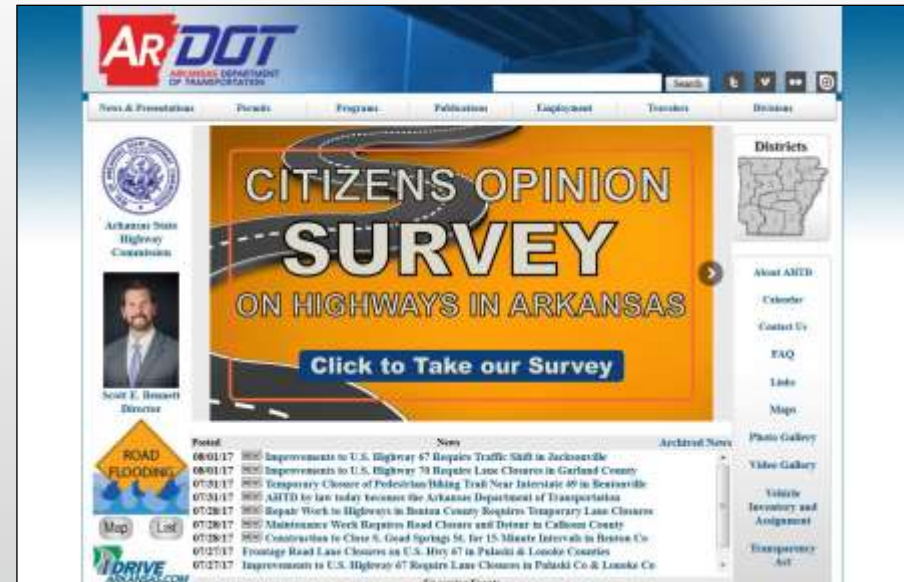 ARDOT
ARKANSAS DEPARTMENT
OF TRANSPORTATION
Search
News & Presentations Permits Programs Publications Employment Travelers Divisions
Arkansas State
Highway
Commission
Scott E. Bennett
Director
ROAD
FLOODING
Map List
IDRIVE
ARKANSAS.COM
CITIZENS OPINION
SURVEY
ON HIGHWAYS IN ARKANSAS
Click to Take our Survey
Posted News Archived News
08/01/17 NEW Improvements to U.S. Highway 67 Require Traffic Shift in Jacksonville
08/01/17 NEW Improvements to U.S. Highway 70 Require Lane Closures in Garland County
07/31/17 NEW Temporary Closure of Pedestrian/Biking Trail Near Interstate 49 in Bentonville
07/31/17 NEW AHTD by law today becomes the Arkansas Department of Transportation
07/28/17 NEW Repair Work to Highways in Benton County Requires Temporary Lane Closures
07/28/17 NEW Maintenance Work Requires Road Closure and Detour in Calhoun County
07/28/17 NEW Construction to Close S. Goad Springs St. for 15 Minute Intervals in Benton Co
07/27/17 Frontage Road Lane Closures on U.S. Hwy 67 in Pulaski & Lonoke Counties
07/27/17 Improvements to U.S. Highway 67 Require Lane Closures in Pulaski Co & Lonoke Co
Districts
About AHTD
Calendar
Contact Us
FAQ
Links
Maps
Photo Gallery
Video Gallery
Vehicle
Inventory and
Assignment
Transparency
Act